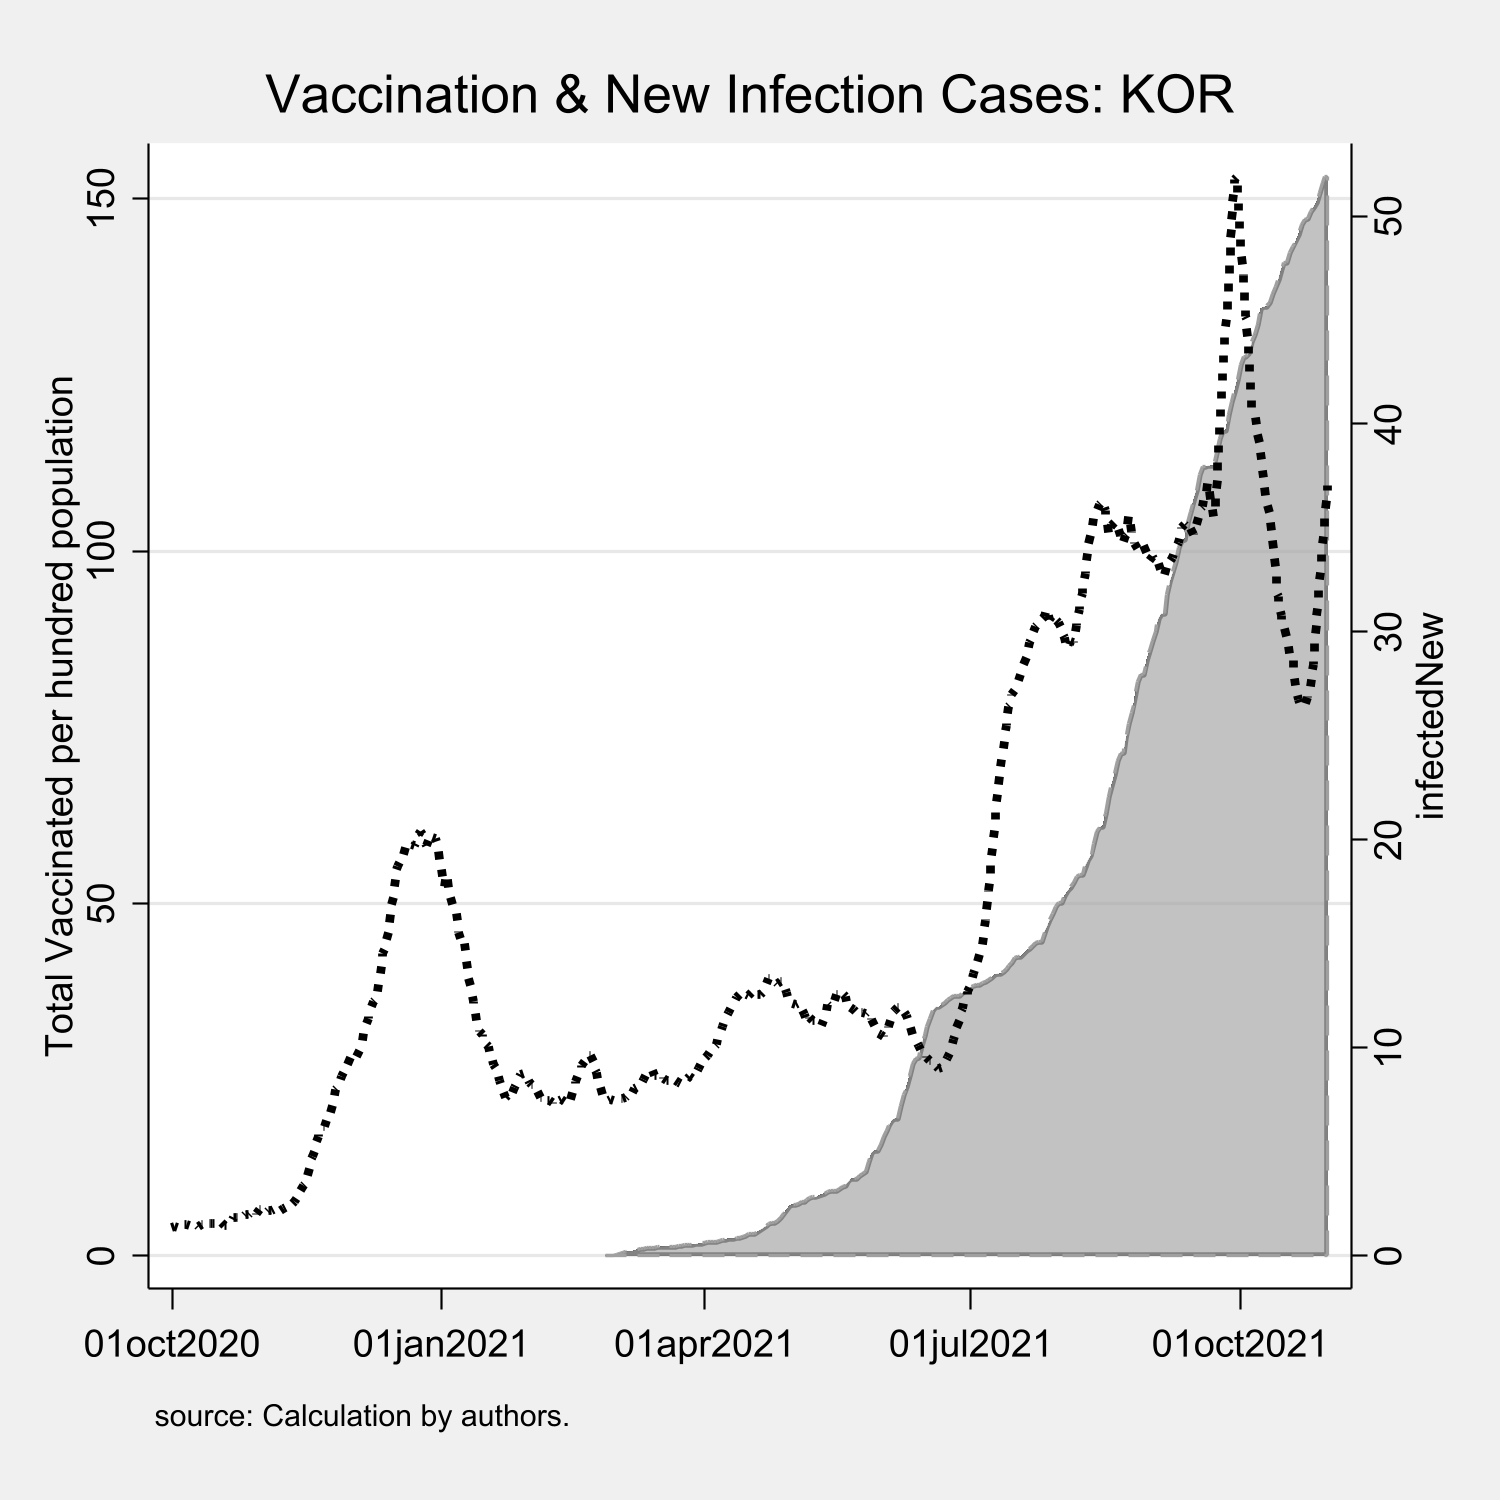 Vaccination & New Infection Cases: KOR
Total Vaccinated per hundred population
150
100
50
0
50
40
30
20
10
0
infectedNew
01oct2020
01jan2021
01apr2021
01jul2021
01oct2021
source: Calculation by authors.